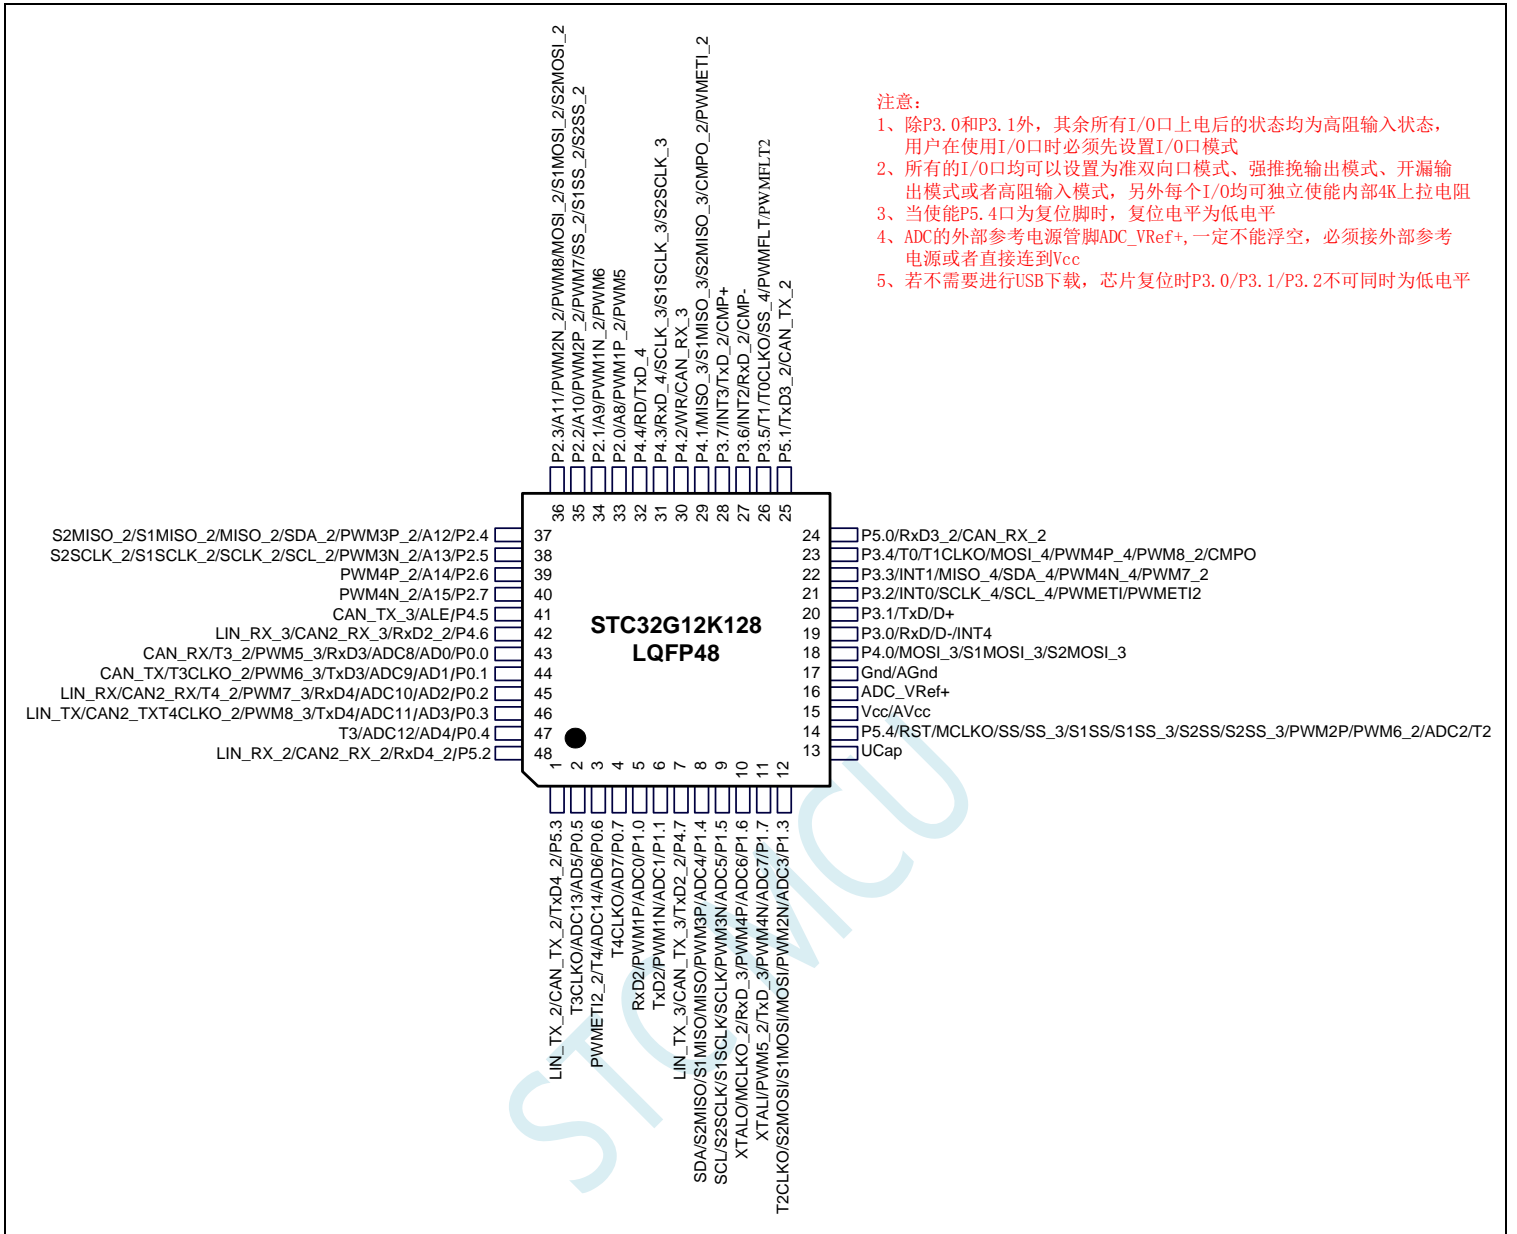 P2.3/A11/PWM2N_2/PWM8/MOSI_2/S1MOSI_2/S2MOSI_2
P2.2/A10/PWM2P_2/PWM7/SS_2/S1SS_2/S2SS_2
P2.1/A9/PWM1N_2/PWM6
P2.0/A8/PWM1P_2/PWM5
P4.4/RD/TxD_4
P4.3/RxD_4/SCLK_3/S1SCLK_3/S2SCLK_3
P4.2/WR/CAN_RX_3
P4.1/MISO_3/S1MISO_3/S2MISO_3/CMPO_2/PWMETI_2
P3.7/INT3/TxD_2/CMP+
P3.6/INT2/RxD_2/CMP-
P3.5/T1/T0CLKO/SS_4/PWMFLT/PWMFLT2
P5.1/TxD3_2/CAN_TX_2
注意：
1、除P3.0和P3.1外，其余所有I/O口上电后的状态均为高阻输入状态，
用户在使用I/O口时必须先设置I/O口模式
2、所有的I/O口均可以设置为准双向口模式、强推挽输出模式、开漏输
出模式或者高阻输入模式，另外每个I/O均可独立使能内部4K上拉电阻
3、当使能P5.4口为复位脚时，复位电平为低电平
4、ADC的外部参考电源管脚ADC_VRef+,一定不能浮空，必须接外部参考
电源或者直接连到Vcc
5、若不需要进行USB下载，芯片复位时P3.0/P3.1/P3.2不可同时为低电平
36 35 34 33 32 31 30 29 28 27 26 25
S2MISO_2/S1MISO_2/MISO_2/SDA_2/PWM3P_2/A12/P2.4 37
S2SCLK_2/S1SCLK_2/SCLK_2/SCL_2/PWM3N_2/A13/P2.5 38
PWM4P_2/A14/P2.6 39
PWM4N_2/A15/P2.7 40
CAN_TX_3/ALE/P4.5 41
LIN_RX_3/CAN2_RX_3/RxD2_2/P4.6 42
CAN_RX/T3_2/PWM5_3/RxD3/ADC8/AD0/P0.0 43
CAN_TX/T3CLKO_2/PWM6_3/TxD3/ADC9/AD1/P0.1 44
LIN_RX/CAN2_RX/T4_2/PWM7_3/RxD4/ADC10/AD2/P0.2 45
LIN_TX/CAN2_TXT4CLKO_2/PWM8_3/TxD4/ADC11/AD3/P0.3 46
T3/ADC12/AD4/P0.4 47
LIN_RX_2/CAN2_RX_2/RxD4_2/P5.2 48
STC32G12K128
LQFP48
24 P5.0/RxD3_2/CAN_RX_2
23 P3.4/T0/T1CLKO/MOSI_4/PWM4P_4/PWM8_2/CMPO
22 P3.3/INT1/MISO_4/SDA_4/PWM4N_4/PWM7_2
21 P3.2/INT0/SCLK_4/SCL_4/PWMETI/PWMETI2
20 P3.1/TxD/D+
19 P3.0/RxD/D-/INT4
18 P4.0/MOSI_3/S1MOSI_3/S2MOSI_3
17 Gnd/AGnd
16 ADC_VRef+
15 Vcc/AVcc
14 P5.4/RST/MCLKO/SS/SS_3/S1SS/S1SS_3/S2SS/S2SS_3/PWM2P/PWM6_2/ADC2/T2
13 UCap
1 2 3 4 5 6 7 8 9 10 11 12
LIN_TX_2/CAN_TX_2/TxD4_2/P5.3
T3CLKO/ADC13/AD5/P0.5
PWMETI2_2/T4/ADC14/AD6/P0.6
T4CLKO/AD7/P0.7
RxD2/PWM1P/ADC0/P1.0
TxD2/PWM1N/ADC1/P1.1
LIN_TX_3/CAN_TX_3/TxD2_2/P4.7
SDA/S2MISO/S1MISO/MISO/PWM3P/ADC4/P1.4
SCL/S2SCLK/S1SCLK/SCLK/PWM3N/ADC5/P1.5
XTALO/MCLKO_2/RxD_3/PWM4P/ADC6/P1.6
XTALI/PWM5_2/TxD_3/PWM4N/ADC7/P1.7
T2CLKO/S2MOSI/S1MOSI/MOSI/PWM2N/ADC3/P1.3
STC MCU